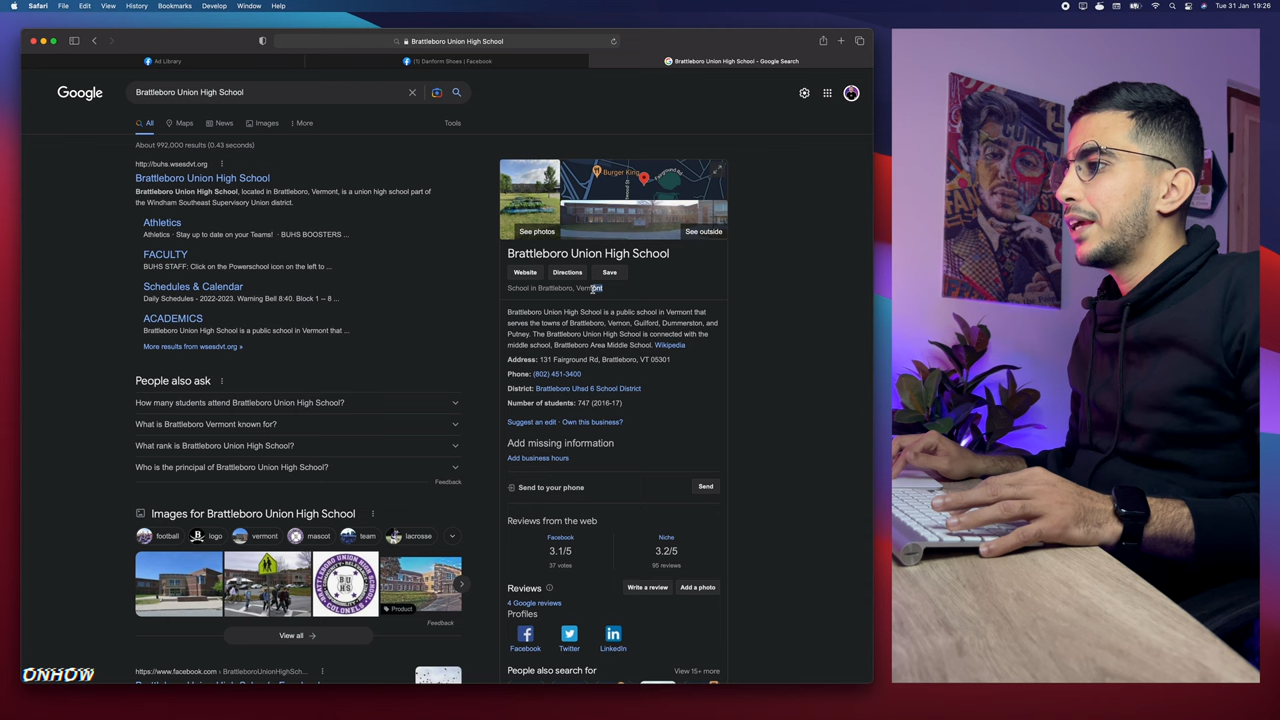 Safari File Edit View History Bookmarks Develop Window Help
Tue 31 Jan 19:26
Brattleboro Union High School
Ad Library
(1) Danform Shoes | Facebook
Brattleboro Union High School - Google Search
Google
Brattleboro Union High School
All Maps News Images More Tools
About 992,000 results (0.43 seconds)
http://buhs.wsesdvt.org
Brattleboro Union High School
Brattleboro Union High School, located in Brattleboro, Vermont, is a union high school part of
the Windham Southeast Supervisory Union district.
Athletics
Athletics · Stay up to date on your Teams! · BUHS BOOSTERS ...
FACULTY
BUHS STAFF: Click on the Powerschool icon on the left to ...
Schedules & Calendar
Daily Schedules - 2022-2023. Warning Bell 8:40. Block 1 -- 8 ...
ACADEMICS
Brattleboro Union High School is a public school in Vermont that ...
More results from wsesdvt.org »
People also ask
How many students attend Brattleboro Union High School?
What is Brattleboro Vermont known for?
What rank is Brattleboro Union High School?
Who is the principal of Brattleboro Union High School?
Feedback
Images for Brattleboro Union High School
football logo vermont mascot team lacrosse
Product
Feedback
View all
https://www.facebook.com › BrattleboroUnionHighSch...
Burger King
Fairground Rd
See photos
See outside
Brattleboro Union High School
Website Directions Save
School in Brattleboro, Vermont
Brattleboro Union High School is a public school in Vermont that
serves the towns of Brattleboro, Vernon, Guilford, Dummerston, and
Putney. The Brattleboro Union High School is connected with the
middle school, Brattleboro Area Middle School. Wikipedia
Address: 131 Fairground Rd, Brattleboro, VT 05301
Phone: (802) 451-3400
District: Brattleboro Uhsd 6 School District
Number of students: 747 (2016-17)
Suggest an edit · Own this business?
Add missing information
Add business hours
Send to your phone
Send
Reviews from the web
Facebook Niche
3.1/5 3.2/5
37 votes 95 reviews
Reviews
Write a review Add a photo
4 Google reviews
Profiles
Facebook Twitter LinkedIn
People also search for
View 15+ more
ONHOW